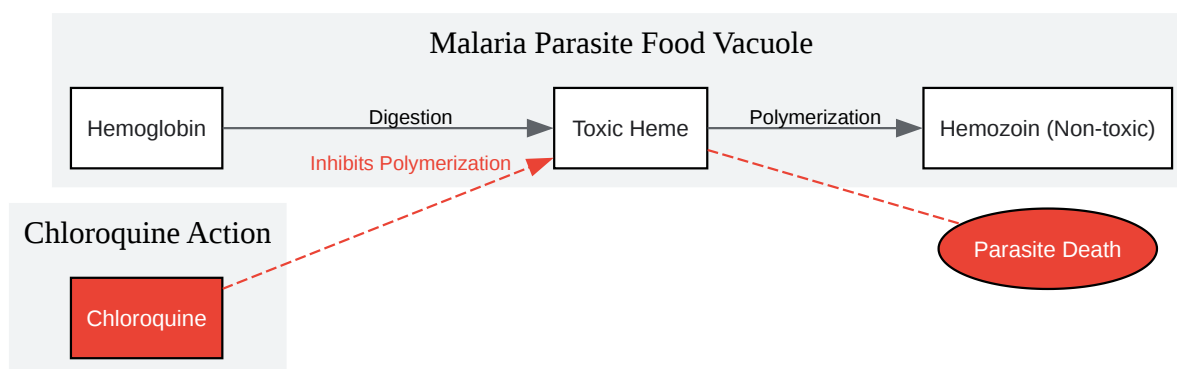 Malaria Parasite Food Vacuole
Hemoglobin
Digestion
Toxic Heme
Polymerization
Hemozoin (Non-toxic)
Inhibits Polymerization
Chloroquine Action
Parasite Death
Chloroquine